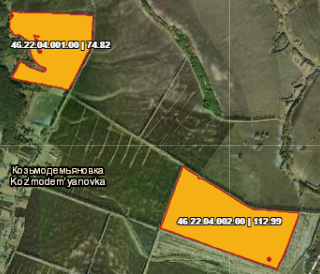 46.22.04.001.00 | 74.82
Козьмодемьяновка
Koz'modem'yanovka
46.22.04.002.00 | 112.99